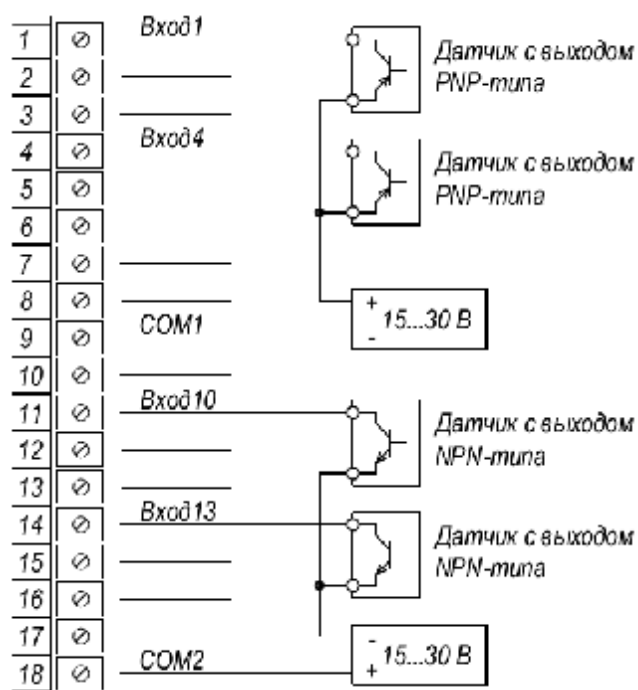 1
Вход1
2
3
4
Вход4
5
6
7
8
9
COM1
10
11
Вход10
12
13
14
Вход13
15
16
17
18
COM2
Датчик с выходом
PNP-типа
Датчик с выходом
PNP-типа
+
15...30 В
-
Датчик с выходом
NPN-типа
Датчик с выходом
NPN-типа
-
15...30 В
+